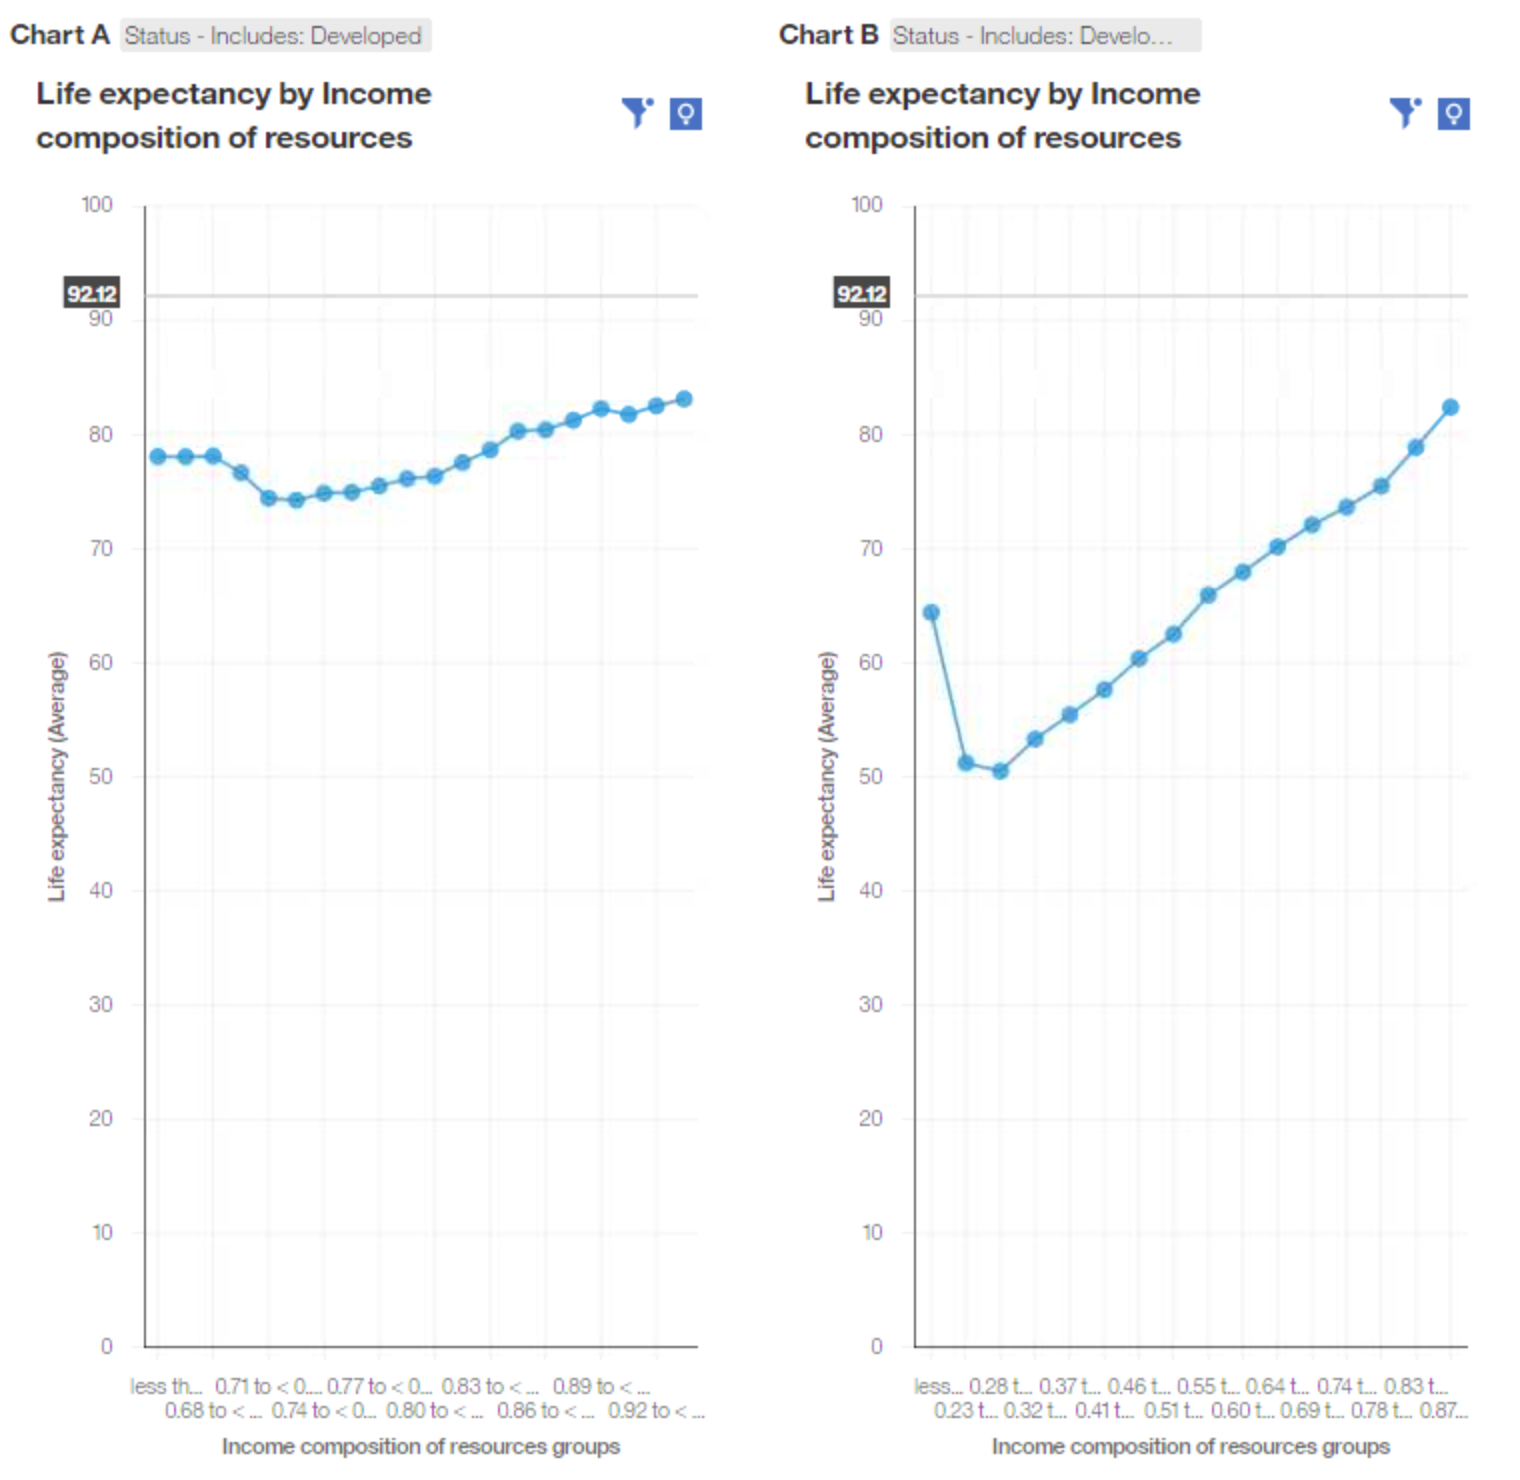 Chart A Status - Includes: Developed
Life expectancy by Income
composition of resources
100
92.12
90
80
70
60
50
40
30
20
10
0
Life expectancy (Average)
less th... 0.71 to < 0.... 0.77 to < 0... 0.83 to < ... 0.89 to < ...
0.68 to < ... 0.74 to < 0... 0.80 to < ... 0.86 to < ... 0.92 to < ...
Income composition of resources groups
Chart B Status - Includes: Develo...
Life expectancy by Income
composition of resources
100
92.12
90
80
70
60
50
40
30
20
10
0
Life expectancy (Average)
less... 0.28 t... 0.37 t... 0.46 t... 0.55 t... 0.64 t... 0.74 t... 0.83 t...
0.23 t... 0.32 t... 0.41 t... 0.51 t... 0.60 t... 0.69 t... 0.78 t... 0.87...
Income composition of resources groups